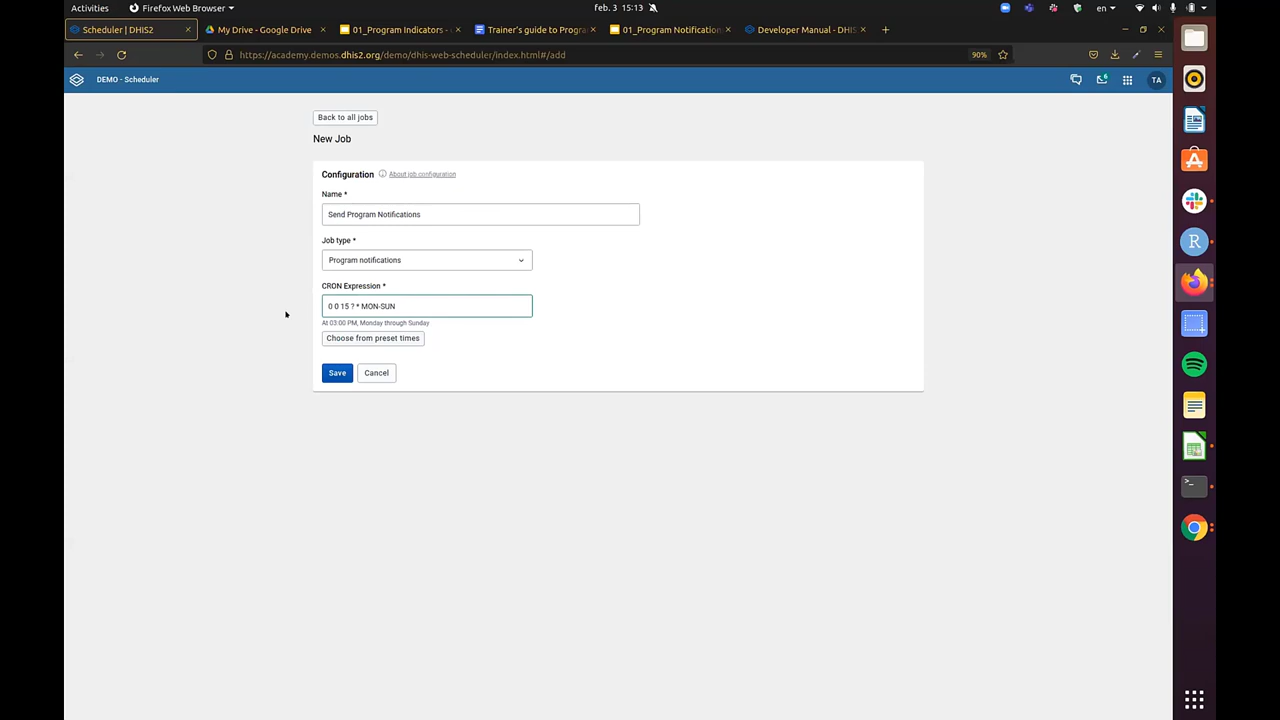 Activities
Firefox Web Browser
feb. 3 15:13
en
Scheduler | DHIS2
My Drive - Google Drive
01_Program Indicators -
Trainer's guide to Progra
01_Program Notification
Developer Manual - DHIS
https://academy.demos.dhis2.org/demo/dhis-web-scheduler/index.html#/add
90%
DEMO - Scheduler
TA
Back to all jobs
New Job
Configuration
About job configuration
Name *
Send Program Notifications
Job type *
Program notifications
CRON Expression *
0 0 15 ? * MON-SUN
At 03:00 PM, Monday through Sunday
Choose from preset times
Save
Cancel